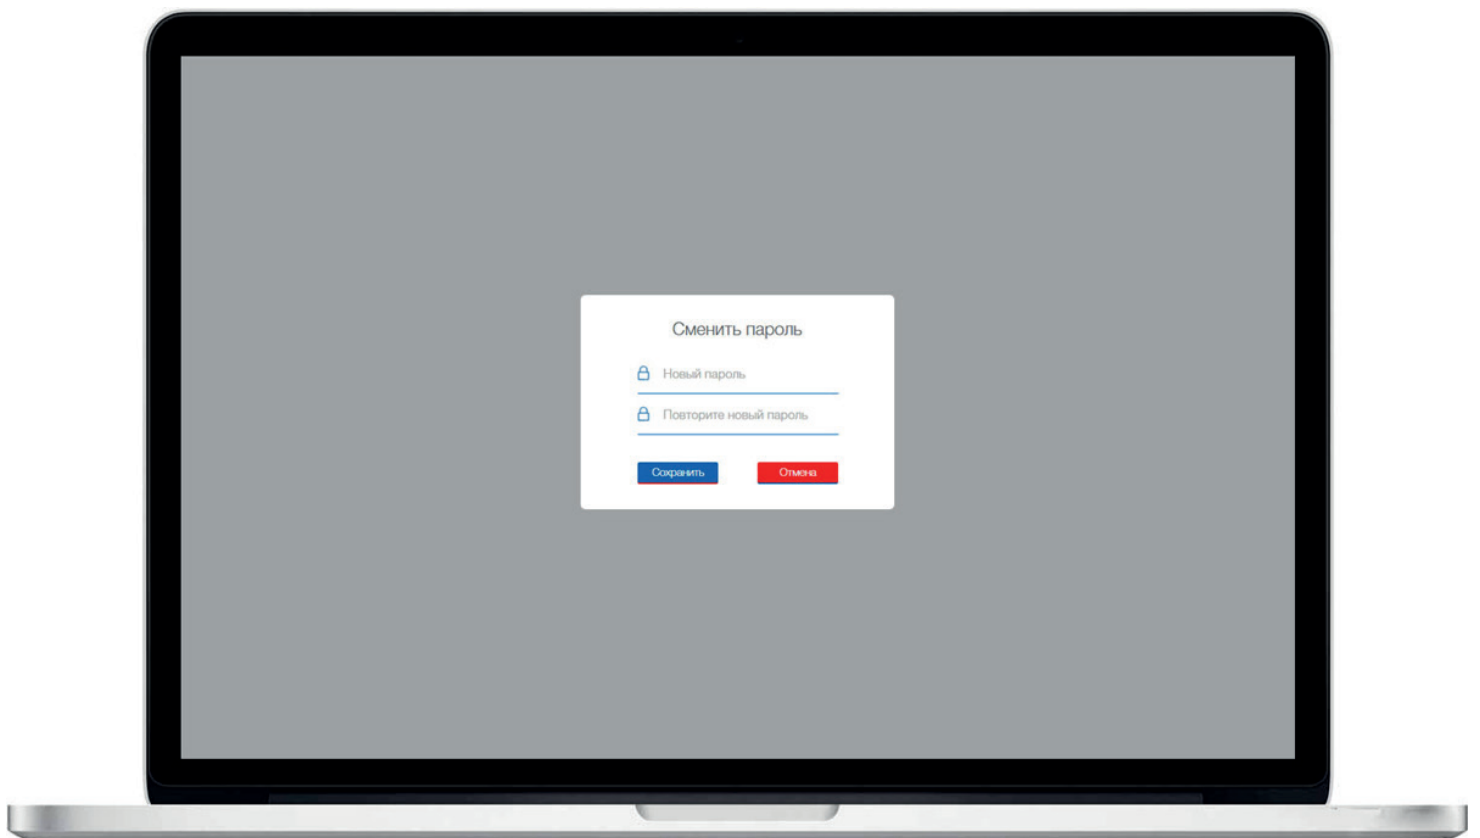 Сменить пароль
Новый пароль
Повторите новый пароль
Сохранить
Отмена